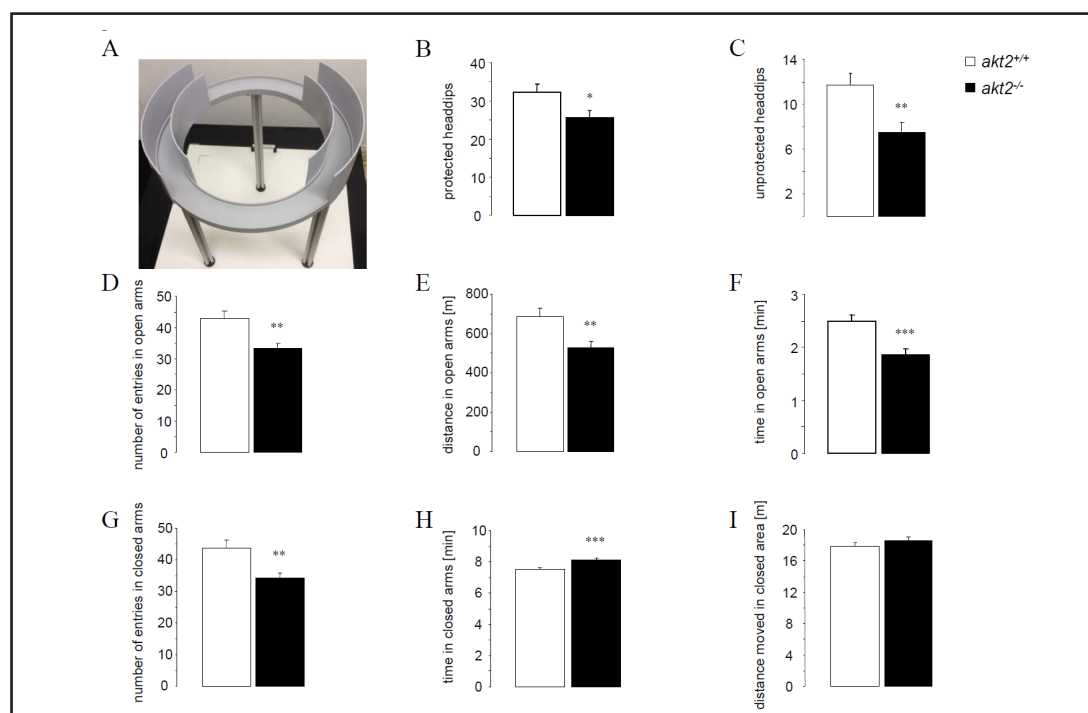 A
B
protected headdips
40
30
20
10
0
*
C
unprotected headdips
14
12
8
6
4
2
**
akt2+/+
akt2-/-
D
number of entries in open arms
50
40
30
20
10
0
**
E
distance in open arms [m]
800
600
400
200
0
**
F
time in open arms [min]
3
2
1
0
***
G
number of entries in closed arms
50
40
30
20
10
0
**
H
time in closed arms [min]
10
8
6
4
2
0
***
I
distance moved in closed area [m]
20
16
12
8
4
0